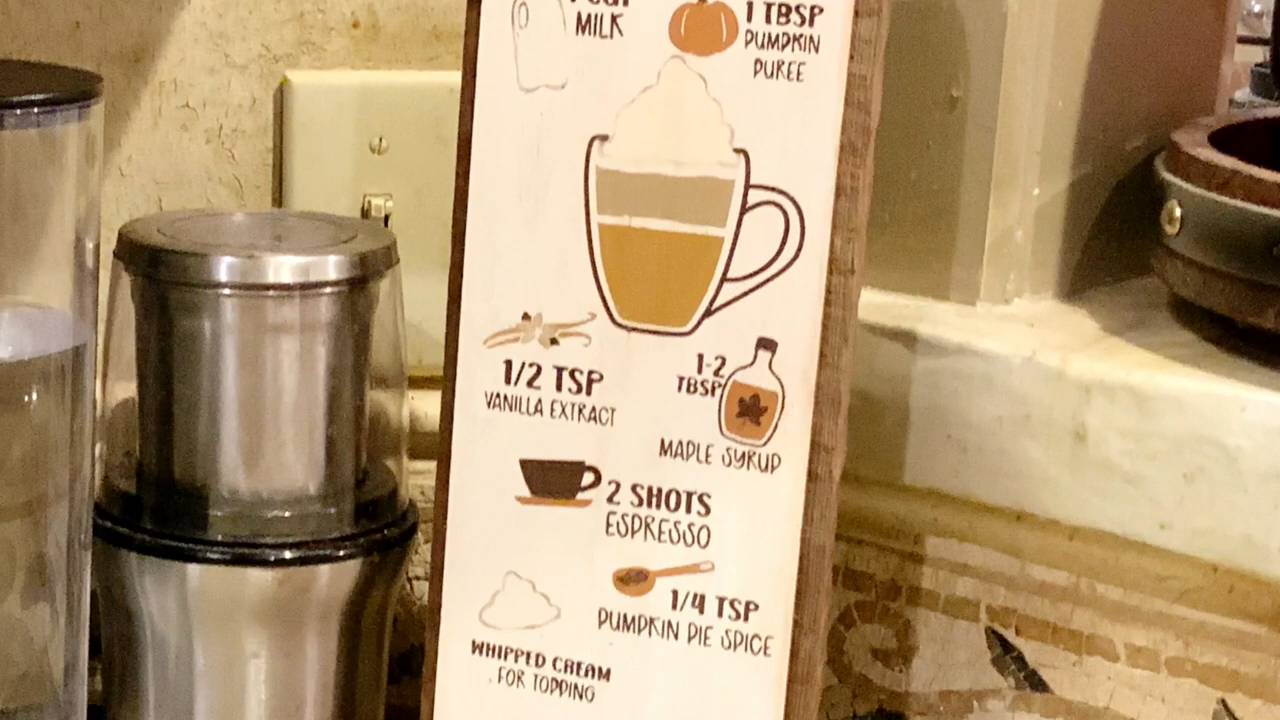 MILK
1 TBSP
PUMPKIN
PUREE
1/2 TSP
VANILLA EXTRACT
1-2
TBSP
MAPLE SYRUP
2 SHOTS
ESPRESSO
1/4 TSP
PUMPKIN PIE SPICE
WHIPPED CREAM
FOR TOPPING